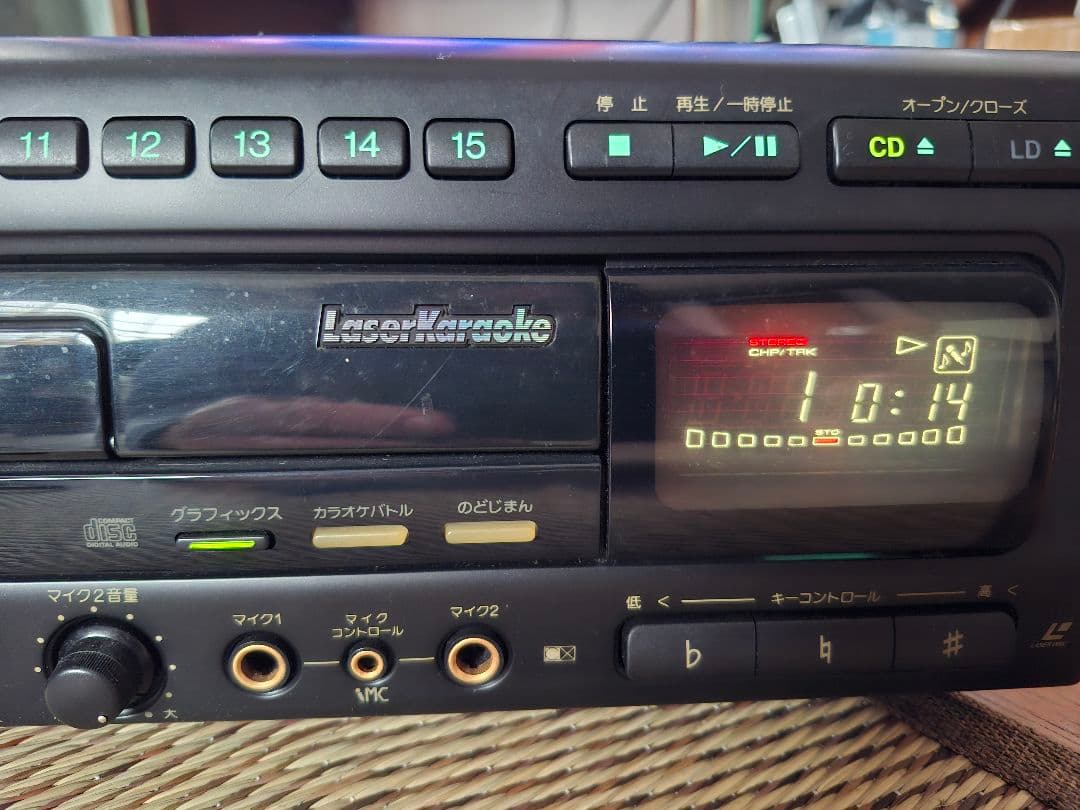 停止 再生/一時停止 オープン/クローズ
11 12 13 14 15 CD LD
LaserKaraoke
STEREO
CHP/TRK
1 0:14
STD
COMPACT disc DIGITAL AUDIO
グラフィックス カラオケバトル のどじまん
マイク2音量
大
マイク1 マイクコントロール マイク2
MC
低 < キーコントロール 高 <
♭ ♮ ♯